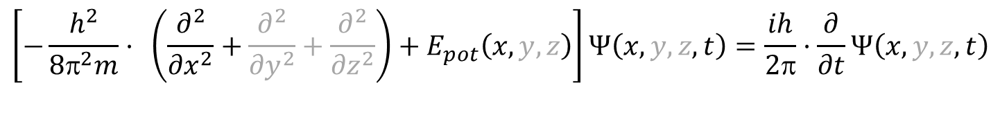 [−h²/8π²m · (∂²/∂x² + ∂²/∂y² + ∂²/∂z²) + E_pot(x, y, z)] Ψ(x, y, z, t) = ih/2π · ∂/∂t Ψ(x, y, z, t)